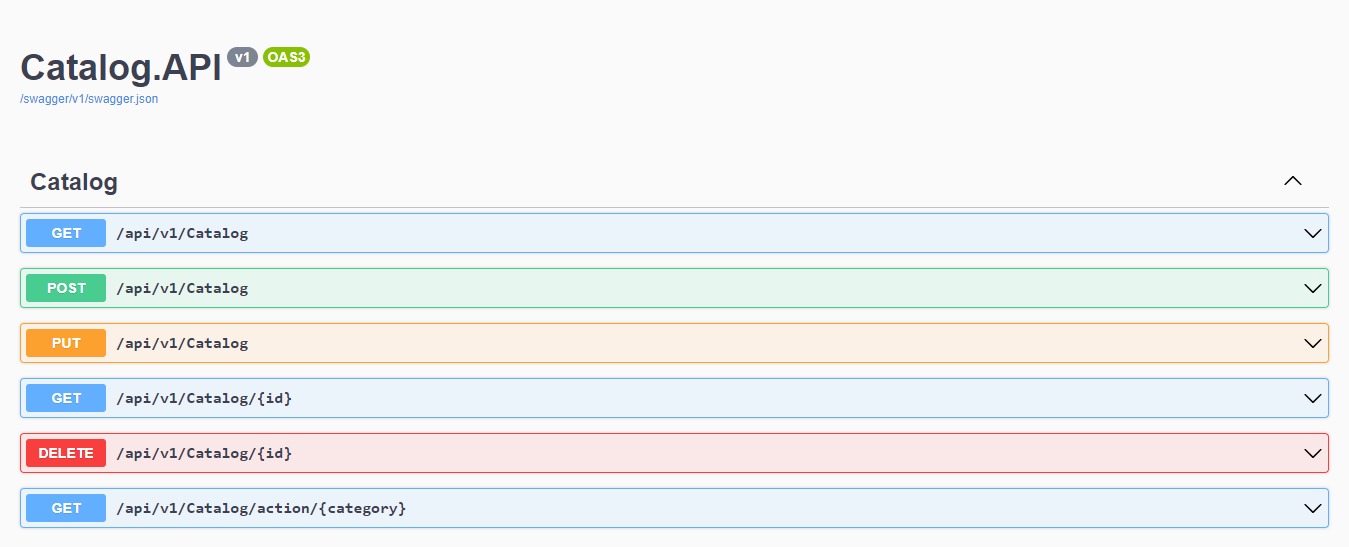 Catalog.API v1 OAS3
/swagger/v1/swagger.json
Catalog
GET /api/v1/Catalog
POST /api/v1/Catalog
PUT /api/v1/Catalog
GET /api/v1/Catalog/{id}
DELETE /api/v1/Catalog/{id}
GET /api/v1/Catalog/action/{category}